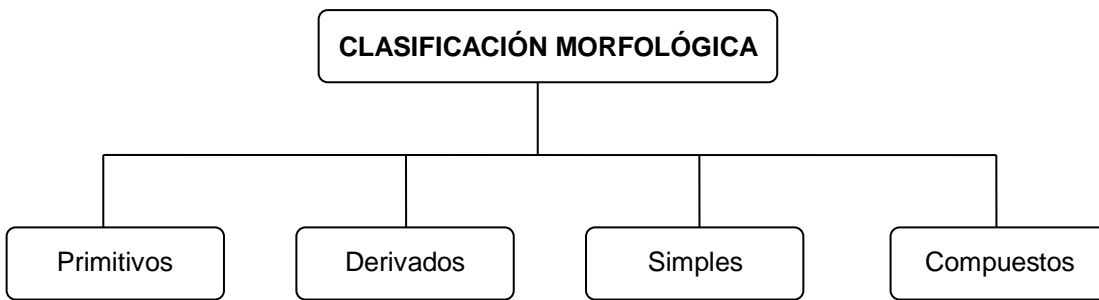 CLASIFICACIÓN MORFOLÓGICA
Primitivos
Derivados
Simples
Compuestos